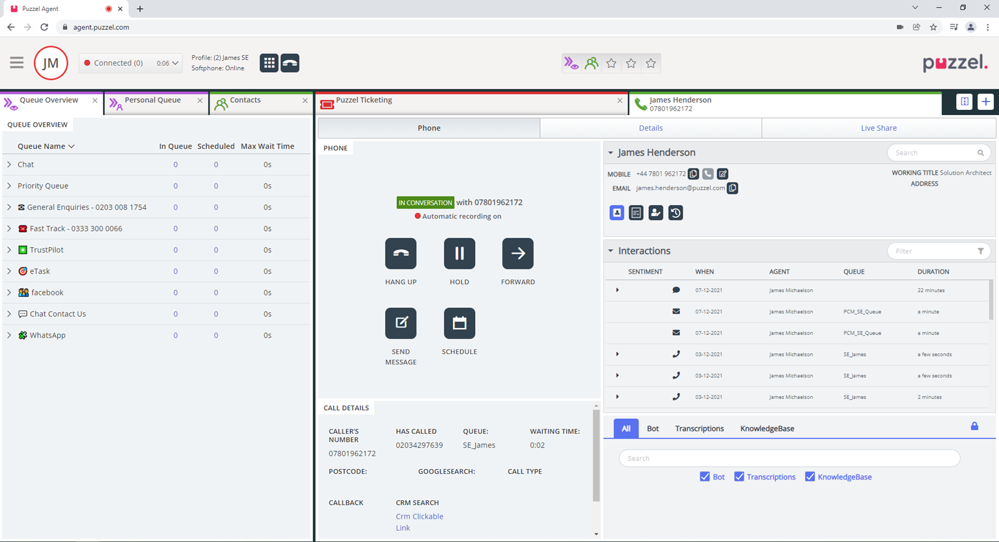 Puzzel Agent
agent.puzzel.com
JM
Connected (0) 0:06
Profile: (2) James SE
Softphone: Online
puzzel.
Queue Overview
Personal Queue
Contacts
Puzzel Ticketing
James Henderson
07801962172
QUEUE OVERVIEW
Queue Name In Queue Scheduled Max Wait Time
Chat 0 0 0s
Priority Queue 0 0 0s
General Enquiries - 0203 008 1754 0 0 0s
Fast Track - 0333 300 0066 0 0 0s
TrustPilot 0 0 0s
eTask 0 0 0s
facebook 0 0 0s
Chat Contact Us 0 0 0s
WhatsApp 0 0 0s
Phone
Details
Live Share
PHONE
IN CONVERSATION with 07801962172
Automatic recording on
HANG UP
HOLD
FORWARD
SEND
MESSAGE
SCHEDULE
CALL DETAILS
CALLER'S
NUMBER
07801962172
HAS CALLED
02034297639
QUEUE:
SE_James
WAITING TIME:
0:02
POSTCODE:
GOOGLESEARCH:
CALL TYPE
CALLBACK
CRM SEARCH
Crm Clickable
Link
James Henderson
Search
MOBILE +44 7801 962172
EMAIL james.henderson@puzzel.com
WORKING TITLE Solution Architect
ADDRESS
Interactions
Filter
SENTIMENT WHEN AGENT QUEUE DURATION
07-12-2021 James Michaelson 22 minutes
07-12-2021 James Michaelson PCM_SE_Queue a minute
07-12-2021 James Michaelson PCM_SE_Queue a minute
03-12-2021 James Michaelson SE_James a few seconds
03-12-2021 James Michaelson SE_James a few seconds
03-12-2021 James Michaelson SE_James 2 minutes
All
Bot
Transcriptions
KnowledgeBase
Search
Bot
Transcriptions
KnowledgeBase